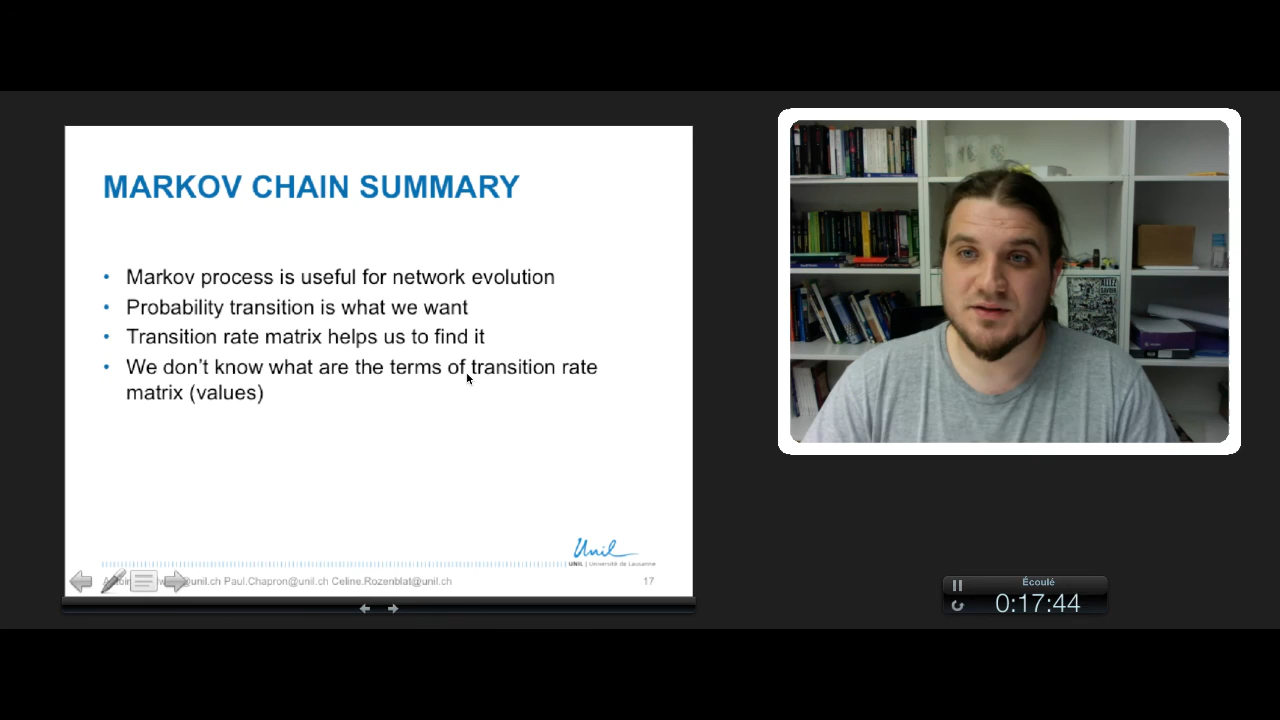 MARKOV CHAIN SUMMARY
• Markov process is useful for network evolution
• Probability transition is what we want
• Transition rate matrix helps us to find it
• We don't know what are the terms of transition rate
matrix (values)
Unil
UNIL | Université de Lausanne
@unil.ch Paul.Chapron@unil.ch Celine.Rozenblat@unil.ch
17
ALLEZ
SAVOIR
Écoulé
0:17:44